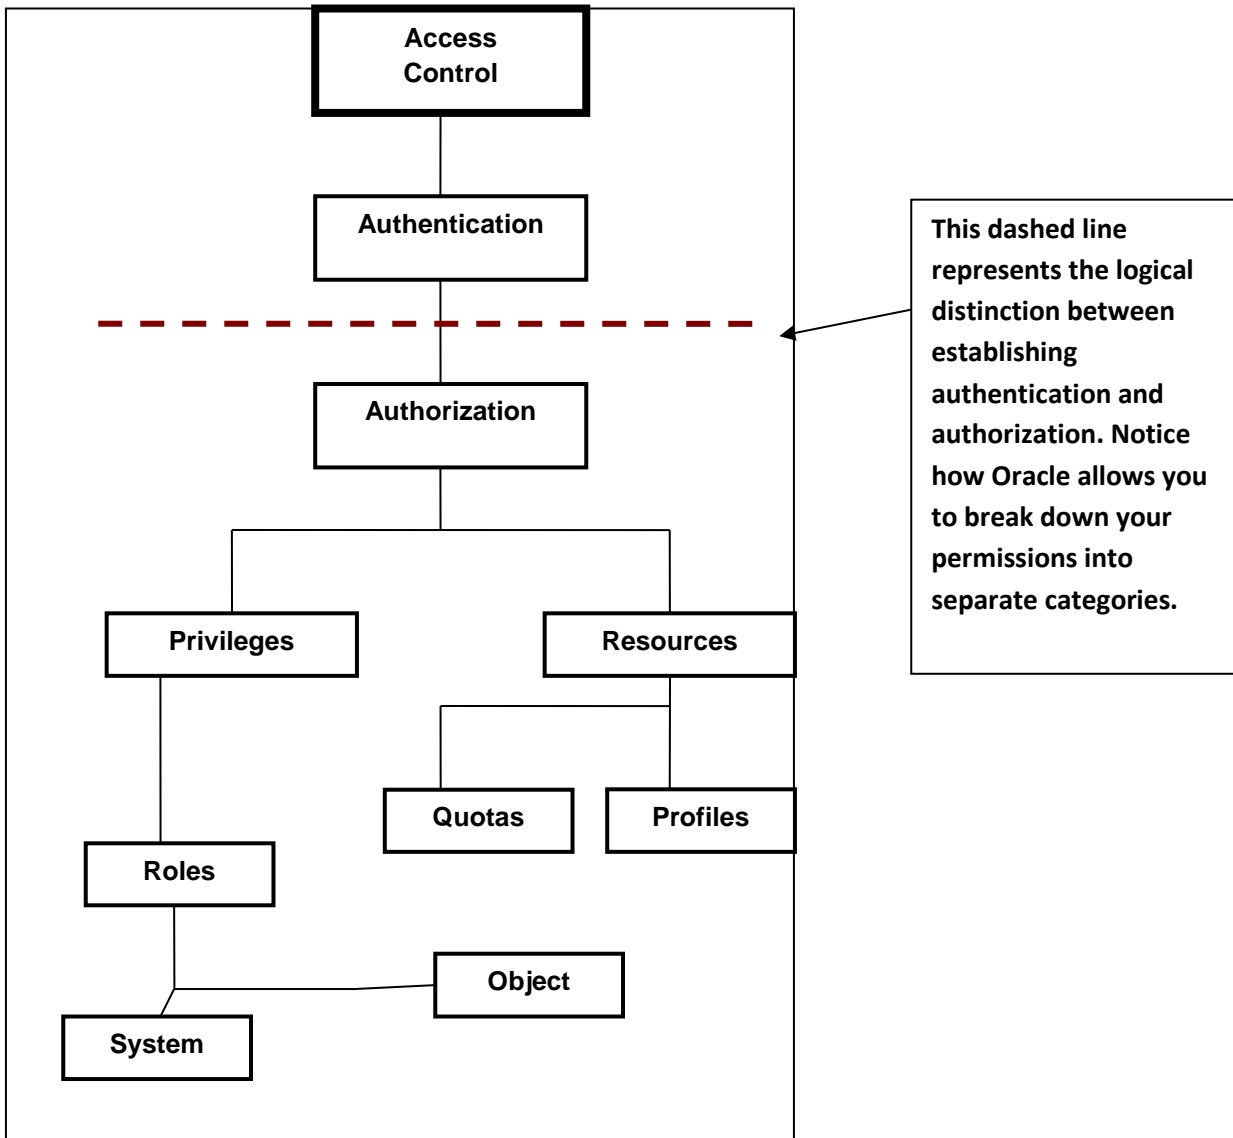 Access
Control
Authentication
This dashed line
represents the logical
distinction between
establishing
authentication and
authorization. Notice
how Oracle allows you
to break down your
permissions into
separate categories.
Authorization
Privileges
Resources
Quotas
Profiles
Roles
Object
System